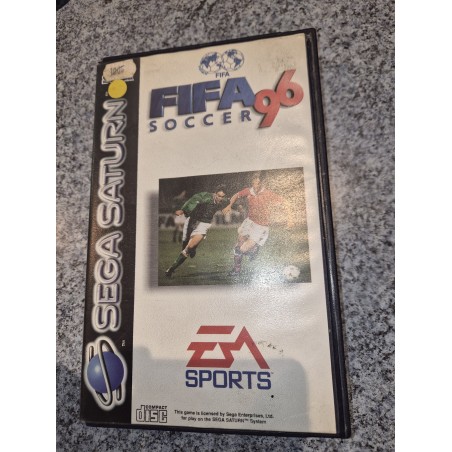 FIFA
FIFA 96
SOCCER
SEGA SATURN
EA
SPORTS
COMPACT
disc
This game is licensed by Sega Enterprises, Ltd.
for play on the SEGA SATURN™ System